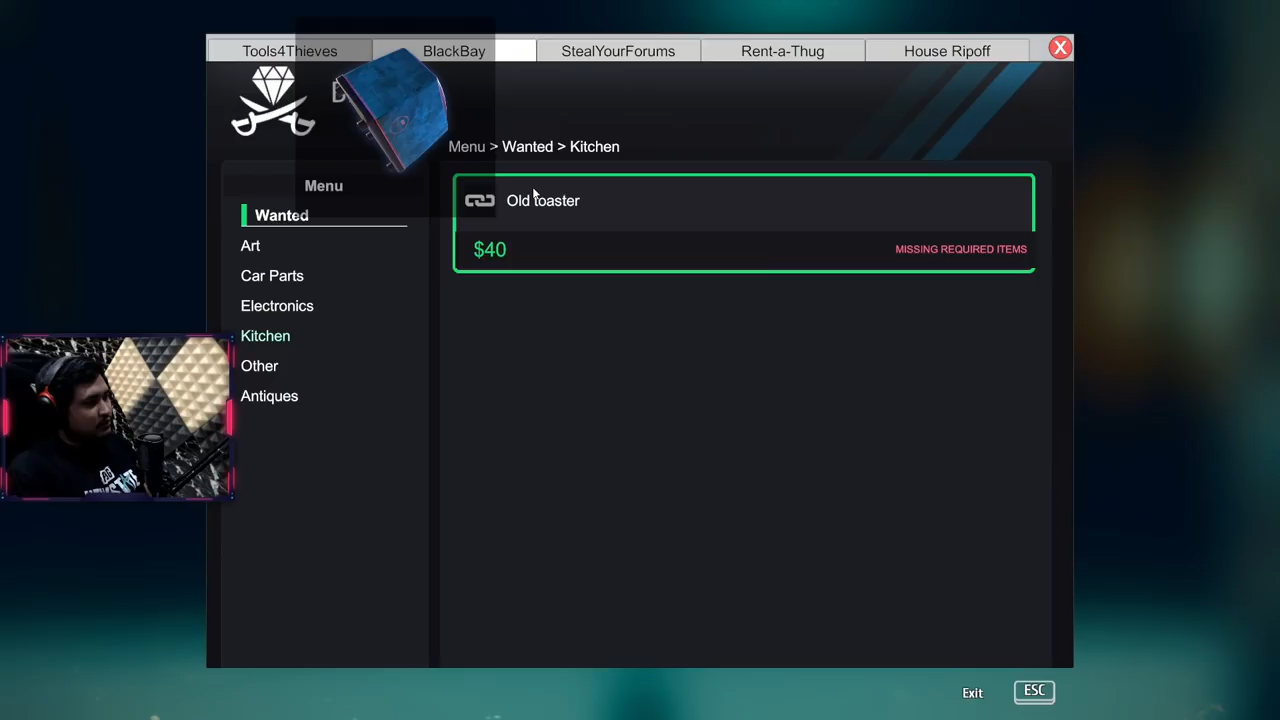 Tools4Thieves BlackBay StealYourForums Rent-a-Thug House Ripoff X
Menu > Wanted > Kitchen
Menu
Wanted
Art
Car Parts
Electronics
Kitchen
Other
Antiques
Old toaster
$40 MISSING REQUIRED ITEMS
Exit ESC